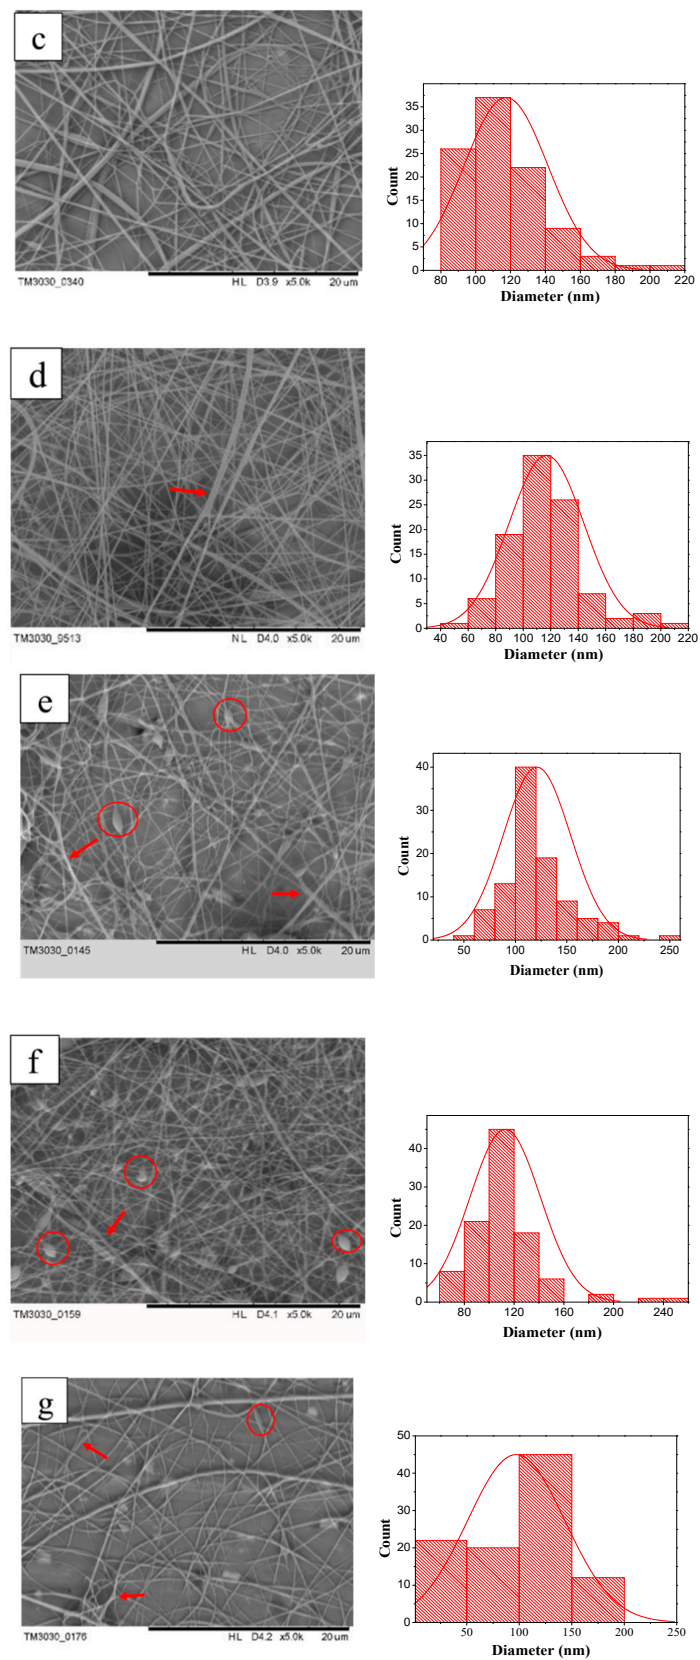 c
TM3030_0340 HL D3.9 x5.0k 20 um
35
30
25
20
15
10
5
0
Count
80 100 120 140 160 180 200 220
Diameter (nm)
d
TM3030_9513 NL D4.0 x5.0k 20 um
35
30
25
20
15
10
5
0
Count
40 60 80 100 120 140 160 180 200 220
Diameter (nm)
e
TM3030_0145 HL D4.0 x5.0k 20 um
40
30
20
10
0
Count
50 100 150 200 250
Diameter (nm)
f
TM3030_0159 HL D4.1 x5.0k 20 um
40
30
20
10
0
Count
80 120 160 200 240
Diameter (nm)
g
TM3030_0176 HL D4.2 x5.0k 20 um
50
40
30
20
10
0
Count
50 100 150 200 250
Diameter (nm)